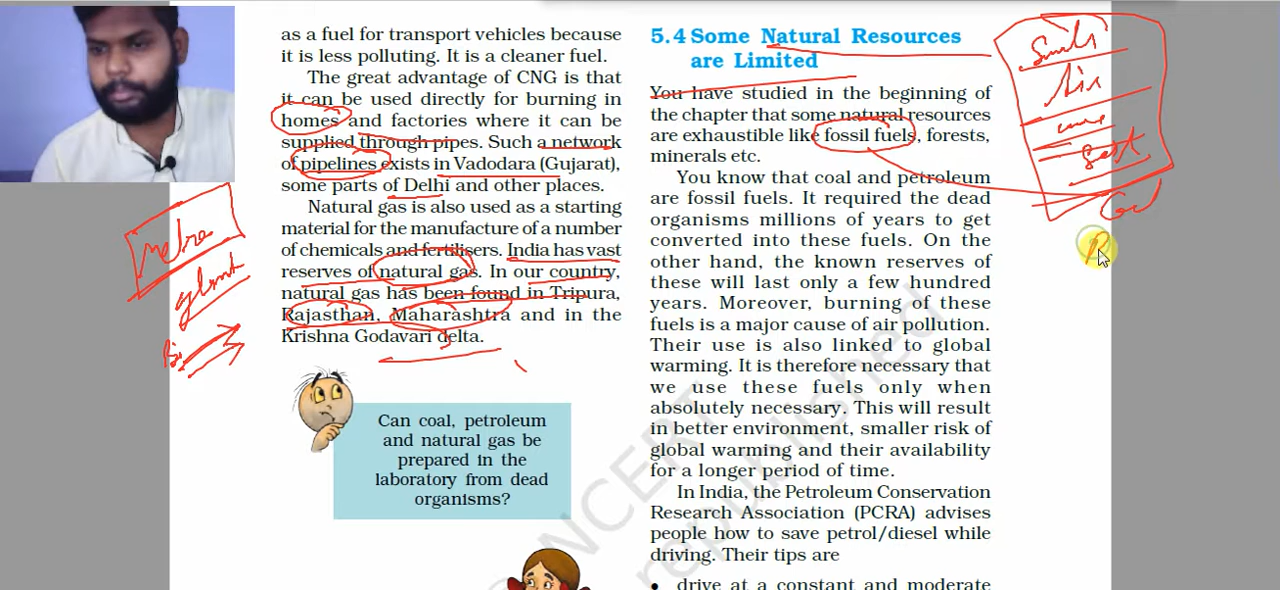 as a fuel for transport vehicles because
it is less polluting. It is a cleaner fuel.
The great advantage of CNG is that
it can be used directly for burning in
homes and factories where it can be
supplied through pipes. Such a network
of pipelines exists in Vadodara (Gujarat),
some parts of Delhi and other places.
Natural gas is also used as a starting
material for the manufacture of a number
of chemicals and fertilisers. India has vast
reserves of natural gas. In our country,
natural gas has been found in Tripura,
Rajasthan, Maharashtra and in the
Krishna Godavari delta.
Can coal, petroleum
and natural gas be
prepared in the
laboratory from dead
organisms?
5.4 Some Natural Resources
are Limited
You have studied in the beginning of
the chapter that some natural resources
are exhaustible like fossil fuels, forests,
minerals etc.
You know that coal and petroleum
are fossil fuels. It required the dead
organisms millions of years to get
converted into these fuels. On the
other hand, the known reserves of
these will last only a few hundred
years. Moreover, burning of these
fuels is a major cause of air pollution.
Their use is also linked to global
warming. It is therefore necessary that
we use these fuels only when
absolutely necessary. This will result
in better environment, smaller risk of
global warming and their availability
for a longer period of time.
In India, the Petroleum Conservation
Research Association (PCRA) advises
people how to save petrol/diesel while
driving. Their tips are
• drive at a constant and moderate
Air
NCERT
republished